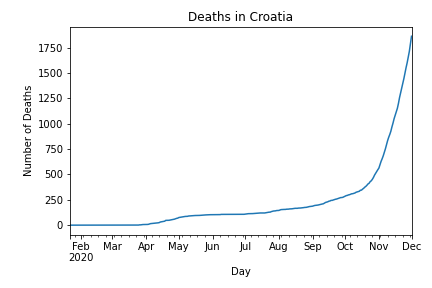 Deaths in Croatia
Number of Deaths
1750
1500
1250
1000
750
500
250
0
Feb Mar Apr May Jun Jul Aug Sep Oct Nov Dec
2020
Day